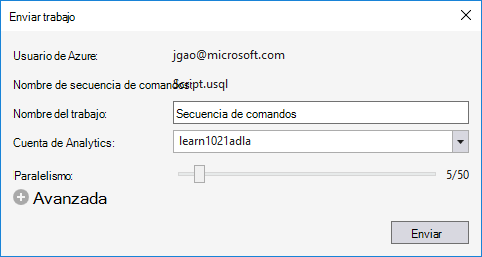 Enviar trabajo
Usuario de Azure: jgao@microsoft.com
Nombre de secuencia de comandos: Script.usql
Nombre del trabajo: Secuencia de comandos
Cuenta de Analytics: learn1021adla
Paralelismo: 5/50
Avanzada
Enviar